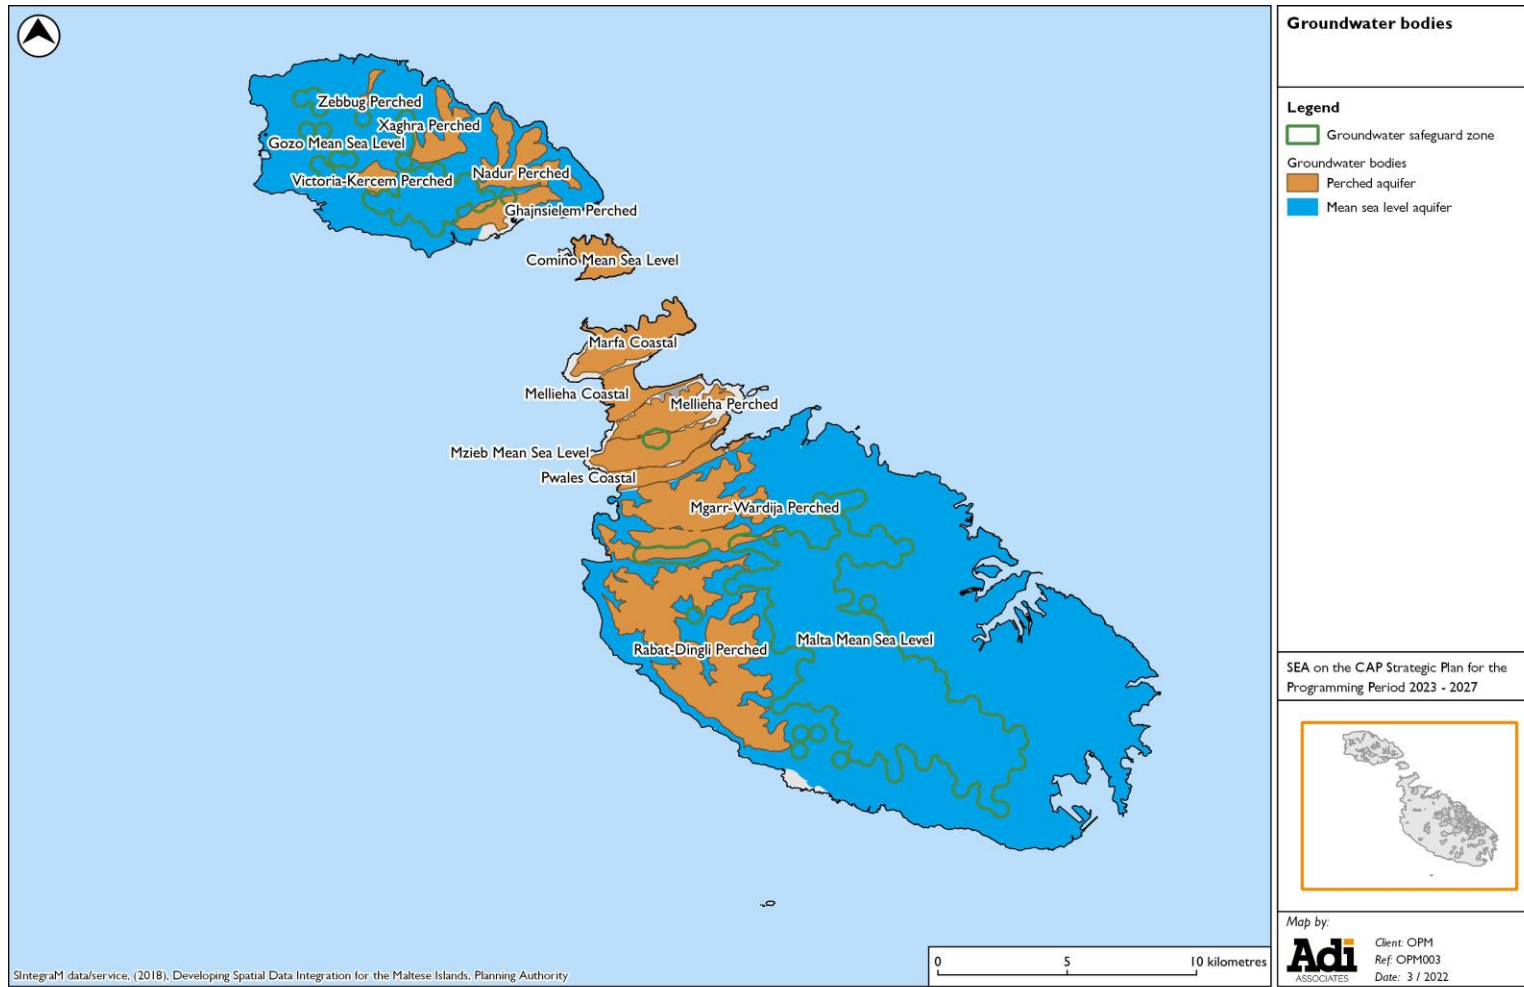 Zebbug Perched
Xaghra Perched
Gozo Mean Sea Level
Nadur Perched
Victoria-Kercem Perched
Ghajnsielem Perched
Comino Mean Sea Level
Marfa Coastal
Mellieha Coastal
Mellieha Perched
Mzieb Mean Sea Level
Pwales Coastal
Mgarr-Wardija Perched
Malta Mean Sea Level
Rabat-Dingli Perched
0 5 10 kilometres
SIntegraM data/service, (2018), Developing Spatial Data Integration for the Maltese Islands, Planning Authority
Groundwater bodies
Legend
Groundwater safeguard zone
Groundwater bodies
Perched aquifer
Mean sea level aquifer
SEA on the CAP Strategic Plan for the
Programming Period 2023 - 2027
Map by:
Adi
ASSOCIATES
Client: OPM
Ref: OPM003
Date: 3 / 2022